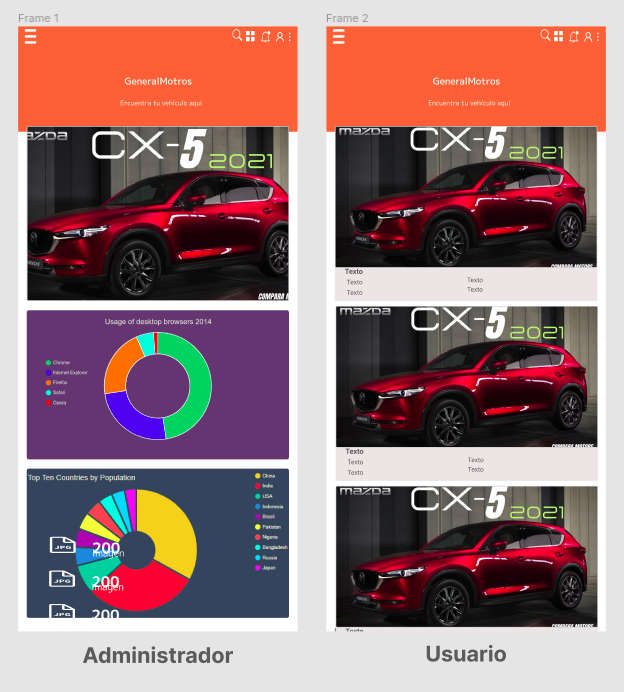 Frame 1
GeneralMotros
Encuentra tu vehículo aquí
mazda
CX-5
2021
COMPARA M
Usage of desktop browsers 2014
Chrome
Internet Explorer
Firefox
Safari
Opera
Top Ten Countries by Population
China
India
USA
Indonesia
Brazil
Pakistan
Nigeria
Bangladesh
Russia
Japan
JPG
200
Imagen
JPG
200
Imagen
JPG
200
Administrador
Frame 2
GeneralMotros
Encuentra tu vehículo aquí
mazda
CX-5
2021
COMPARA MOTORS
Texto
Texto
Texto
Texto
Texto
mazda
CX-5
2021
COMPARA MOTORS
Texto
Texto
Texto
Texto
Texto
mazda
CX-5
2021
COMPARA MOTORS
Texto
Usuario